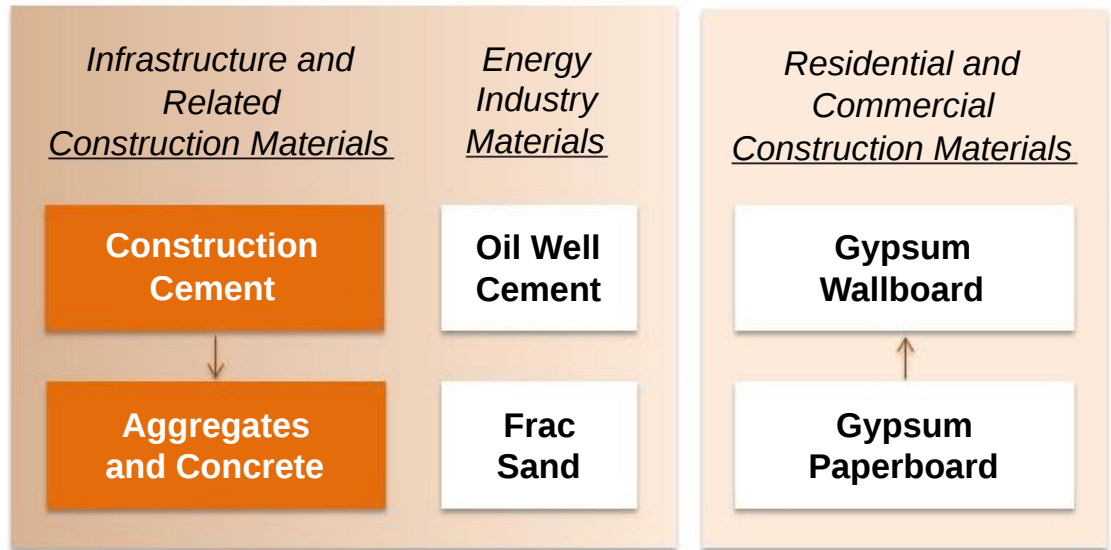 Infrastructure and
Related
Construction Materials
Construction
Cement
Aggregates
and Concrete
Energy
Industry
Materials
Oil Well
Cement
Frac
Sand
Residential and
Commercial
Construction Materials
Gypsum
Wallboard
Gypsum
Paperboard